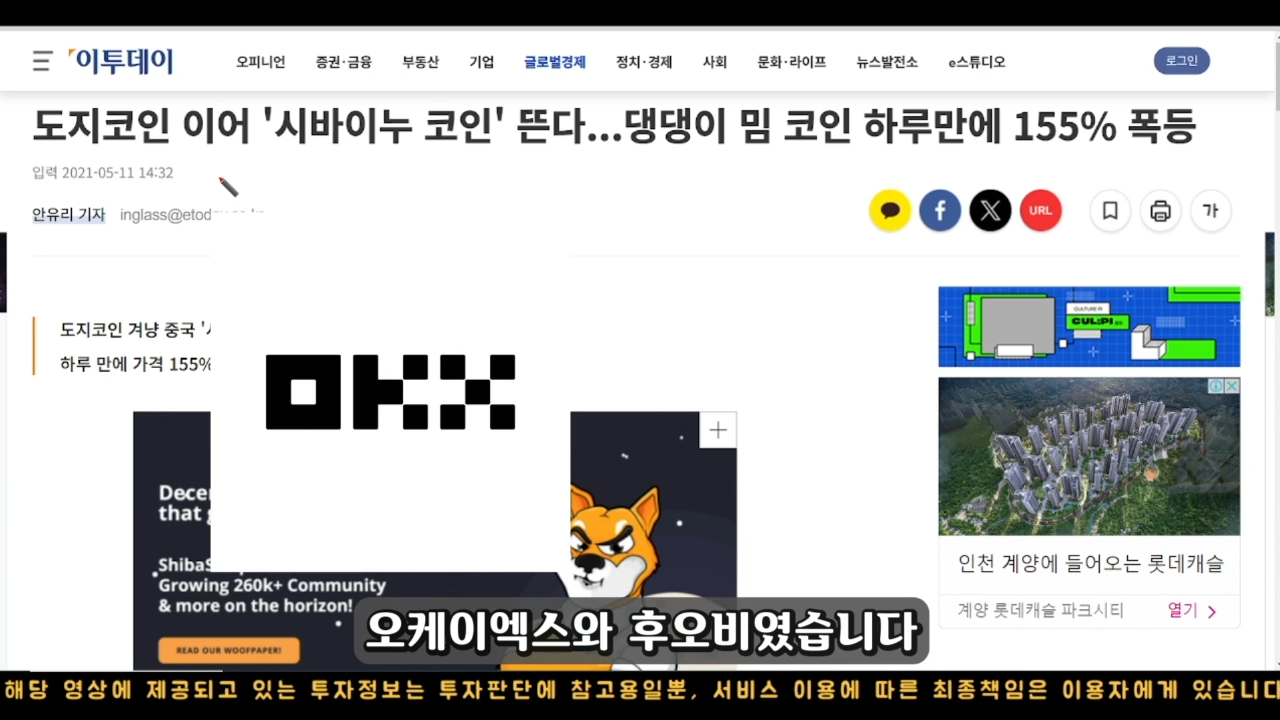 이투데이
오피니언 증권·금융 부동산 기업 글로벌경제 정치·경제 사회 문화·라이프 뉴스발전소 e스튜디오 로그인
도지코인 이어 '시바이누 코인' 뜬다...댕댕이 밈 코인 하루만에 155% 폭등
입력 2021-05-11 14:32
안유리 기자
URL 가
도지코인 겨냥 중국
하루 만에 가격 155%
OKX
that
Growing 260k+ Community
& more on the horizon!
READ OUR WOOFPAPER!
CULTURE PI
CUL:PI
인천 계양에 들어오는 롯데캐슬
계양 롯데캐슬 파크시티 열기
오케이엑스와 후오비였습니다
해당 영상에 제공되고 있는 투자정보는 투자판단에 참고용일뿐, 서비스 이용에 따른 최종책임은 이용자에게 있습니다